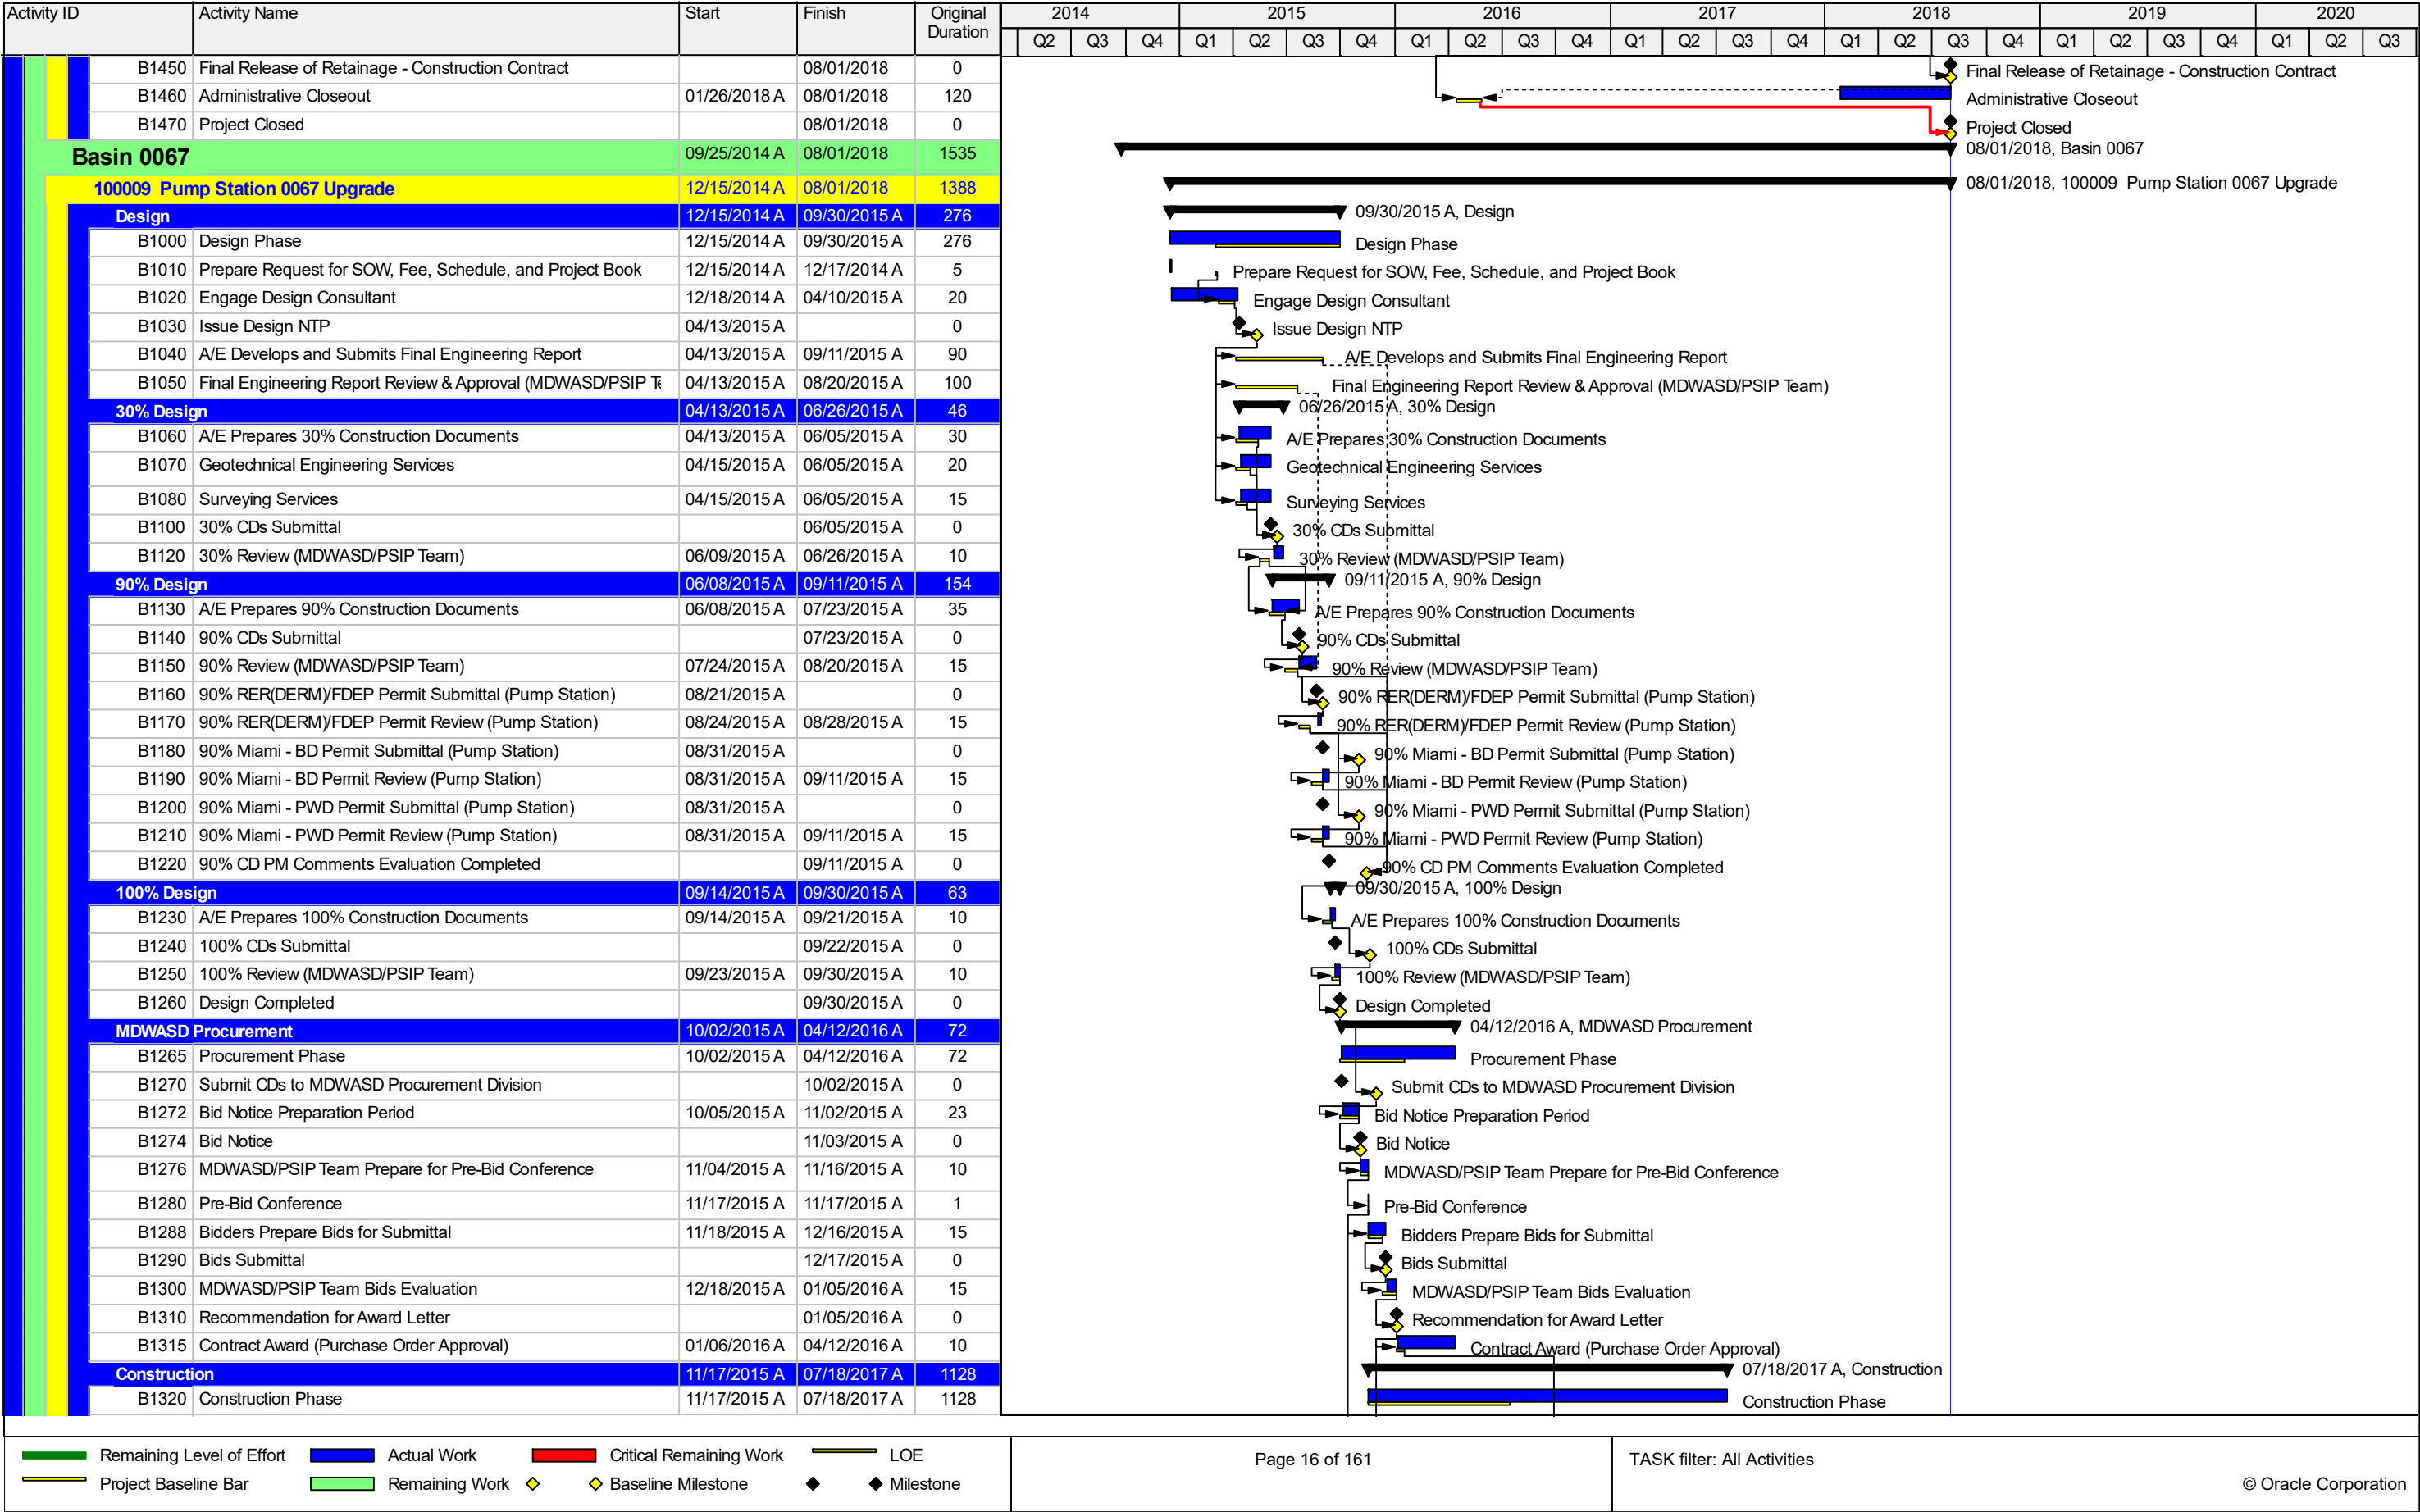 Activity ID Activity Name Start Finish Original Duration 2014 2015 2016 2017 2018 2019 2020
Q2 Q3 Q4 Q1 Q2 Q3 Q4 Q1 Q2 Q3 Q4 Q1 Q2 Q3 Q4 Q1 Q2 Q3 Q4 Q1 Q2 Q3 Q4 Q1 Q2 Q3
B1450 Final Release of Retainage - Construction Contract 08/01/2018 0 Final Release of Retainage - Construction Contract
B1460 Administrative Closeout 01/26/2018 A 08/01/2018 120 Administrative Closeout
B1470 Project Closed 08/01/2018 0 Project Closed
Basin 0067 09/25/2014 A 08/01/2018 1535 08/01/2018, Basin 0067
100009 Pump Station 0067 Upgrade 12/15/2014 A 08/01/2018 1388 08/01/2018, 100009 Pump Station 0067 Upgrade
Design 12/15/2014 A 09/30/2015 A 276 09/30/2015 A, Design
B1000 Design Phase 12/15/2014 A 09/30/2015 A 276 Design Phase
B1010 Prepare Request for SOW, Fee, Schedule, and Project Book 12/15/2014 A 12/17/2014 A 5 Prepare Request for SOW, Fee, Schedule, and Project Book
B1020 Engage Design Consultant 12/18/2014 A 04/10/2015 A 20 Engage Design Consultant
B1030 Issue Design NTP 04/13/2015 A 0 Issue Design NTP
B1040 A/E Develops and Submits Final Engineering Report 04/13/2015 A 09/11/2015 A 90 A/E Develops and Submits Final Engineering Report
B1050 Final Engineering Report Review & Approval (MDWASD/PSIP Te 04/13/2015 A 08/20/2015 A 100 Final Engineering Report Review & Approval (MDWASD/PSIP Team)
30% Design 04/13/2015 A 06/26/2015 A 46 06/26/2015 A, 30% Design
B1060 A/E Prepares 30% Construction Documents 04/13/2015 A 06/05/2015 A 30 A/E Prepares 30% Construction Documents
B1070 Geotechnical Engineering Services 04/15/2015 A 06/05/2015 A 20 Geotechnical Engineering Services
B1080 Surveying Services 04/15/2015 A 06/05/2015 A 15 Surveying Services
B1100 30% CDs Submittal 06/05/2015 A 0 30% CDs Submittal
B1120 30% Review (MDWASD/PSIP Team) 06/09/2015 A 06/26/2015 A 10 30% Review (MDWASD/PSIP Team)
90% Design 06/08/2015 A 09/11/2015 A 154 09/11/2015 A, 90% Design
B1130 A/E Prepares 90% Construction Documents 06/08/2015 A 07/23/2015 A 35 A/E Prepares 90% Construction Documents
B1140 90% CDs Submittal 07/23/2015 A 0 90% CDs Submittal
B1150 90% Review (MDWASD/PSIP Team) 07/24/2015 A 08/20/2015 A 15 90% Review (MDWASD/PSIP Team)
B1160 90% RER(DERM)/FDEP Permit Submittal (Pump Station) 08/21/2015 A 0 90% RER(DERM)/FDEP Permit Submittal (Pump Station)
B1170 90% RER(DERM)/FDEP Permit Review (Pump Station) 08/24/2015 A 08/28/2015 A 15 90% RER(DERM)/FDEP Permit Review (Pump Station)
B1180 90% Miami - BD Permit Submittal (Pump Station) 08/31/2015 A 0 90% Miami - BD Permit Submittal (Pump Station)
B1190 90% Miami - BD Permit Review (Pump Station) 08/31/2015 A 09/11/2015 A 15 90% Miami - BD Permit Review (Pump Station)
B1200 90% Miami - PWD Permit Submittal (Pump Station) 08/31/2015 A 0 90% Miami - PWD Permit Submittal (Pump Station)
B1210 90% Miami - PWD Permit Review (Pump Station) 08/31/2015 A 09/11/2015 A 15 90% Miami - PWD Permit Review (Pump Station)
B1220 90% CD PM Comments Evaluation Completed 09/11/2015 A 0 90% CD PM Comments Evaluation Completed
100% Design 09/14/2015 A 09/30/2015 A 63 09/30/2015 A, 100% Design
B1230 A/E Prepares 100% Construction Documents 09/14/2015 A 09/21/2015 A 10 A/E Prepares 100% Construction Documents
B1240 100% CDs Submittal 09/22/2015 A 0 100% CDs Submittal
B1250 100% Review (MDWASD/PSIP Team) 09/23/2015 A 09/30/2015 A 10 100% Review (MDWASD/PSIP Team)
B1260 Design Completed 09/30/2015 A 0 Design Completed
MDWASD Procurement 10/02/2015 A 04/12/2016 A 72 04/12/2016 A, MDWASD Procurement
B1265 Procurement Phase 10/02/2015 A 04/12/2016 A 72 Procurement Phase
B1270 Submit CDs to MDWASD Procurement Division 10/02/2015 A 0 Submit CDs to MDWASD Procurement Division
B1272 Bid Notice Preparation Period 10/05/2015 A 11/02/2015 A 23 Bid Notice Preparation Period
B1274 Bid Notice 11/03/2015 A 0 Bid Notice
B1276 MDWASD/PSIP Team Prepare for Pre-Bid Conference 11/04/2015 A 11/16/2015 A 10 MDWASD/PSIP Team Prepare for Pre-Bid Conference
B1280 Pre-Bid Conference 11/17/2015 A 11/17/2015 A 1 Pre-Bid Conference
B1288 Bidders Prepare Bids for Submittal 11/18/2015 A 12/16/2015 A 15 Bidders Prepare Bids for Submittal
B1290 Bids Submittal 12/17/2015 A 0 Bids Submittal
B1300 MDWASD/PSIP Team Bids Evaluation 12/18/2015 A 01/05/2016 A 15 MDWASD/PSIP Team Bids Evaluation
B1310 Recommendation for Award Letter 01/05/2016 A 0 Recommendation for Award Letter
B1315 Contract Award (Purchase Order Approval) 01/06/2016 A 04/12/2016 A 10 Contract Award (Purchase Order Approval)
Construction 11/17/2015 A 07/18/2017 A 1128 07/18/2017 A, Construction
B1320 Construction Phase 11/17/2015 A 07/18/2017 A 1128 Construction Phase
Remaining Level of Effort Actual Work Critical Remaining Work LOE
Project Baseline Bar Remaining Work Baseline Milestone Milestone
Page 16 of 161
TASK filter: All Activities
© Oracle Corporation